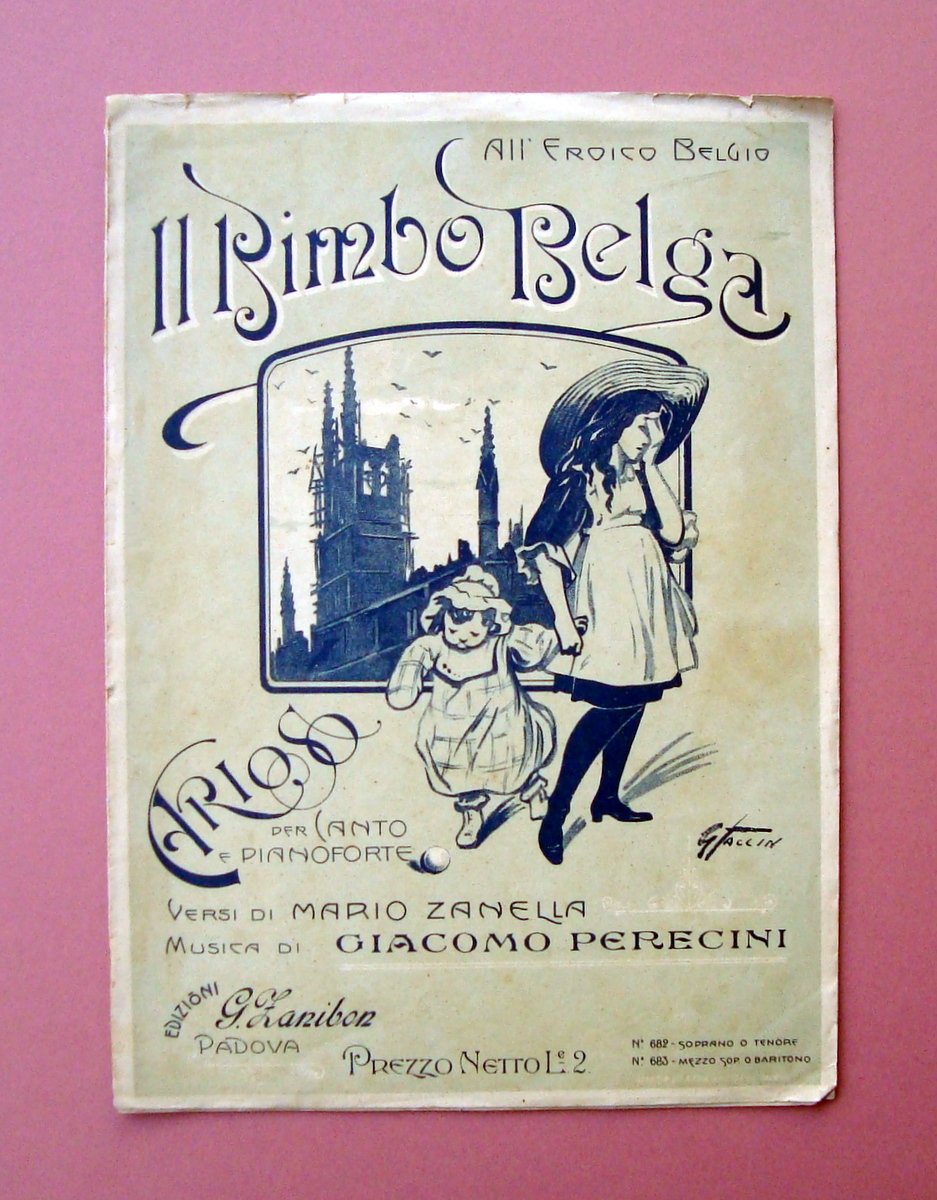 All' Eroico Belgio
Il Bimbo Belga
Arioso
per Canto
e pianoforte
G Faccin
Versi di Mario Zanella
Musica di Giacomo Perecini
Edizioni
G. Zanibon
Padova
Prezzo Netto Le 2.
N° 682 - Soprano o Tenore
N° 683 - Mezzo Sop. o Baritono